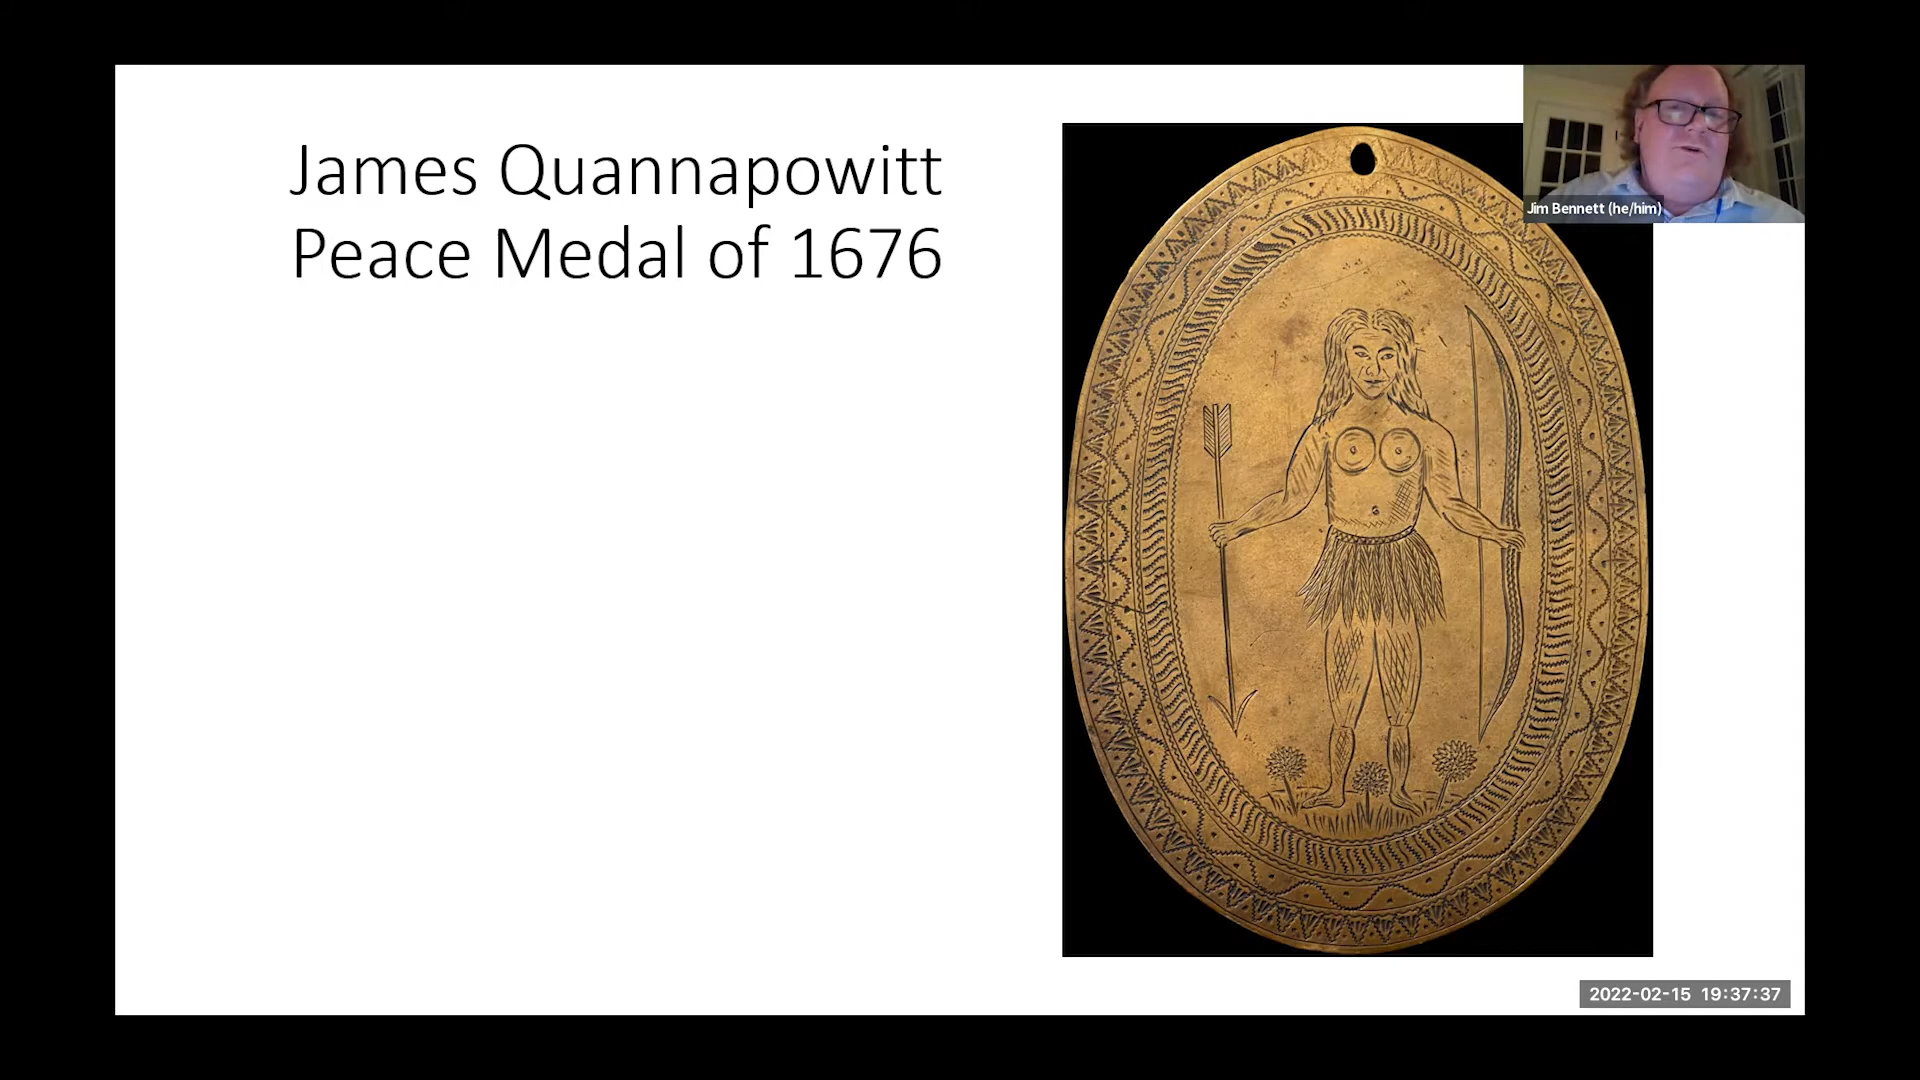 James Quannapowitt
Peace Medal of 1676
Jim Bennett (he/him)
2022-02-15 19:37:37